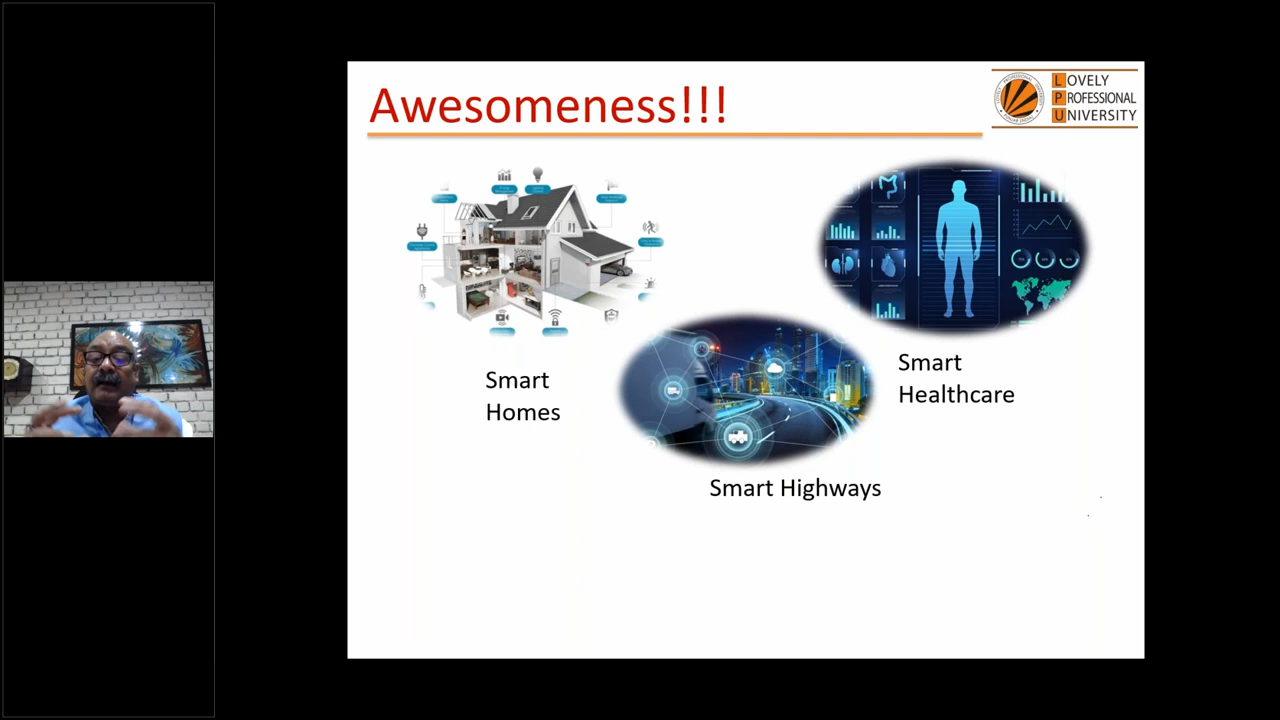 Awesomeness!!!
LOVELY
PROFESSIONAL
UNIVERSITY
Smart
Homes
Smart
Healthcare
Smart Highways